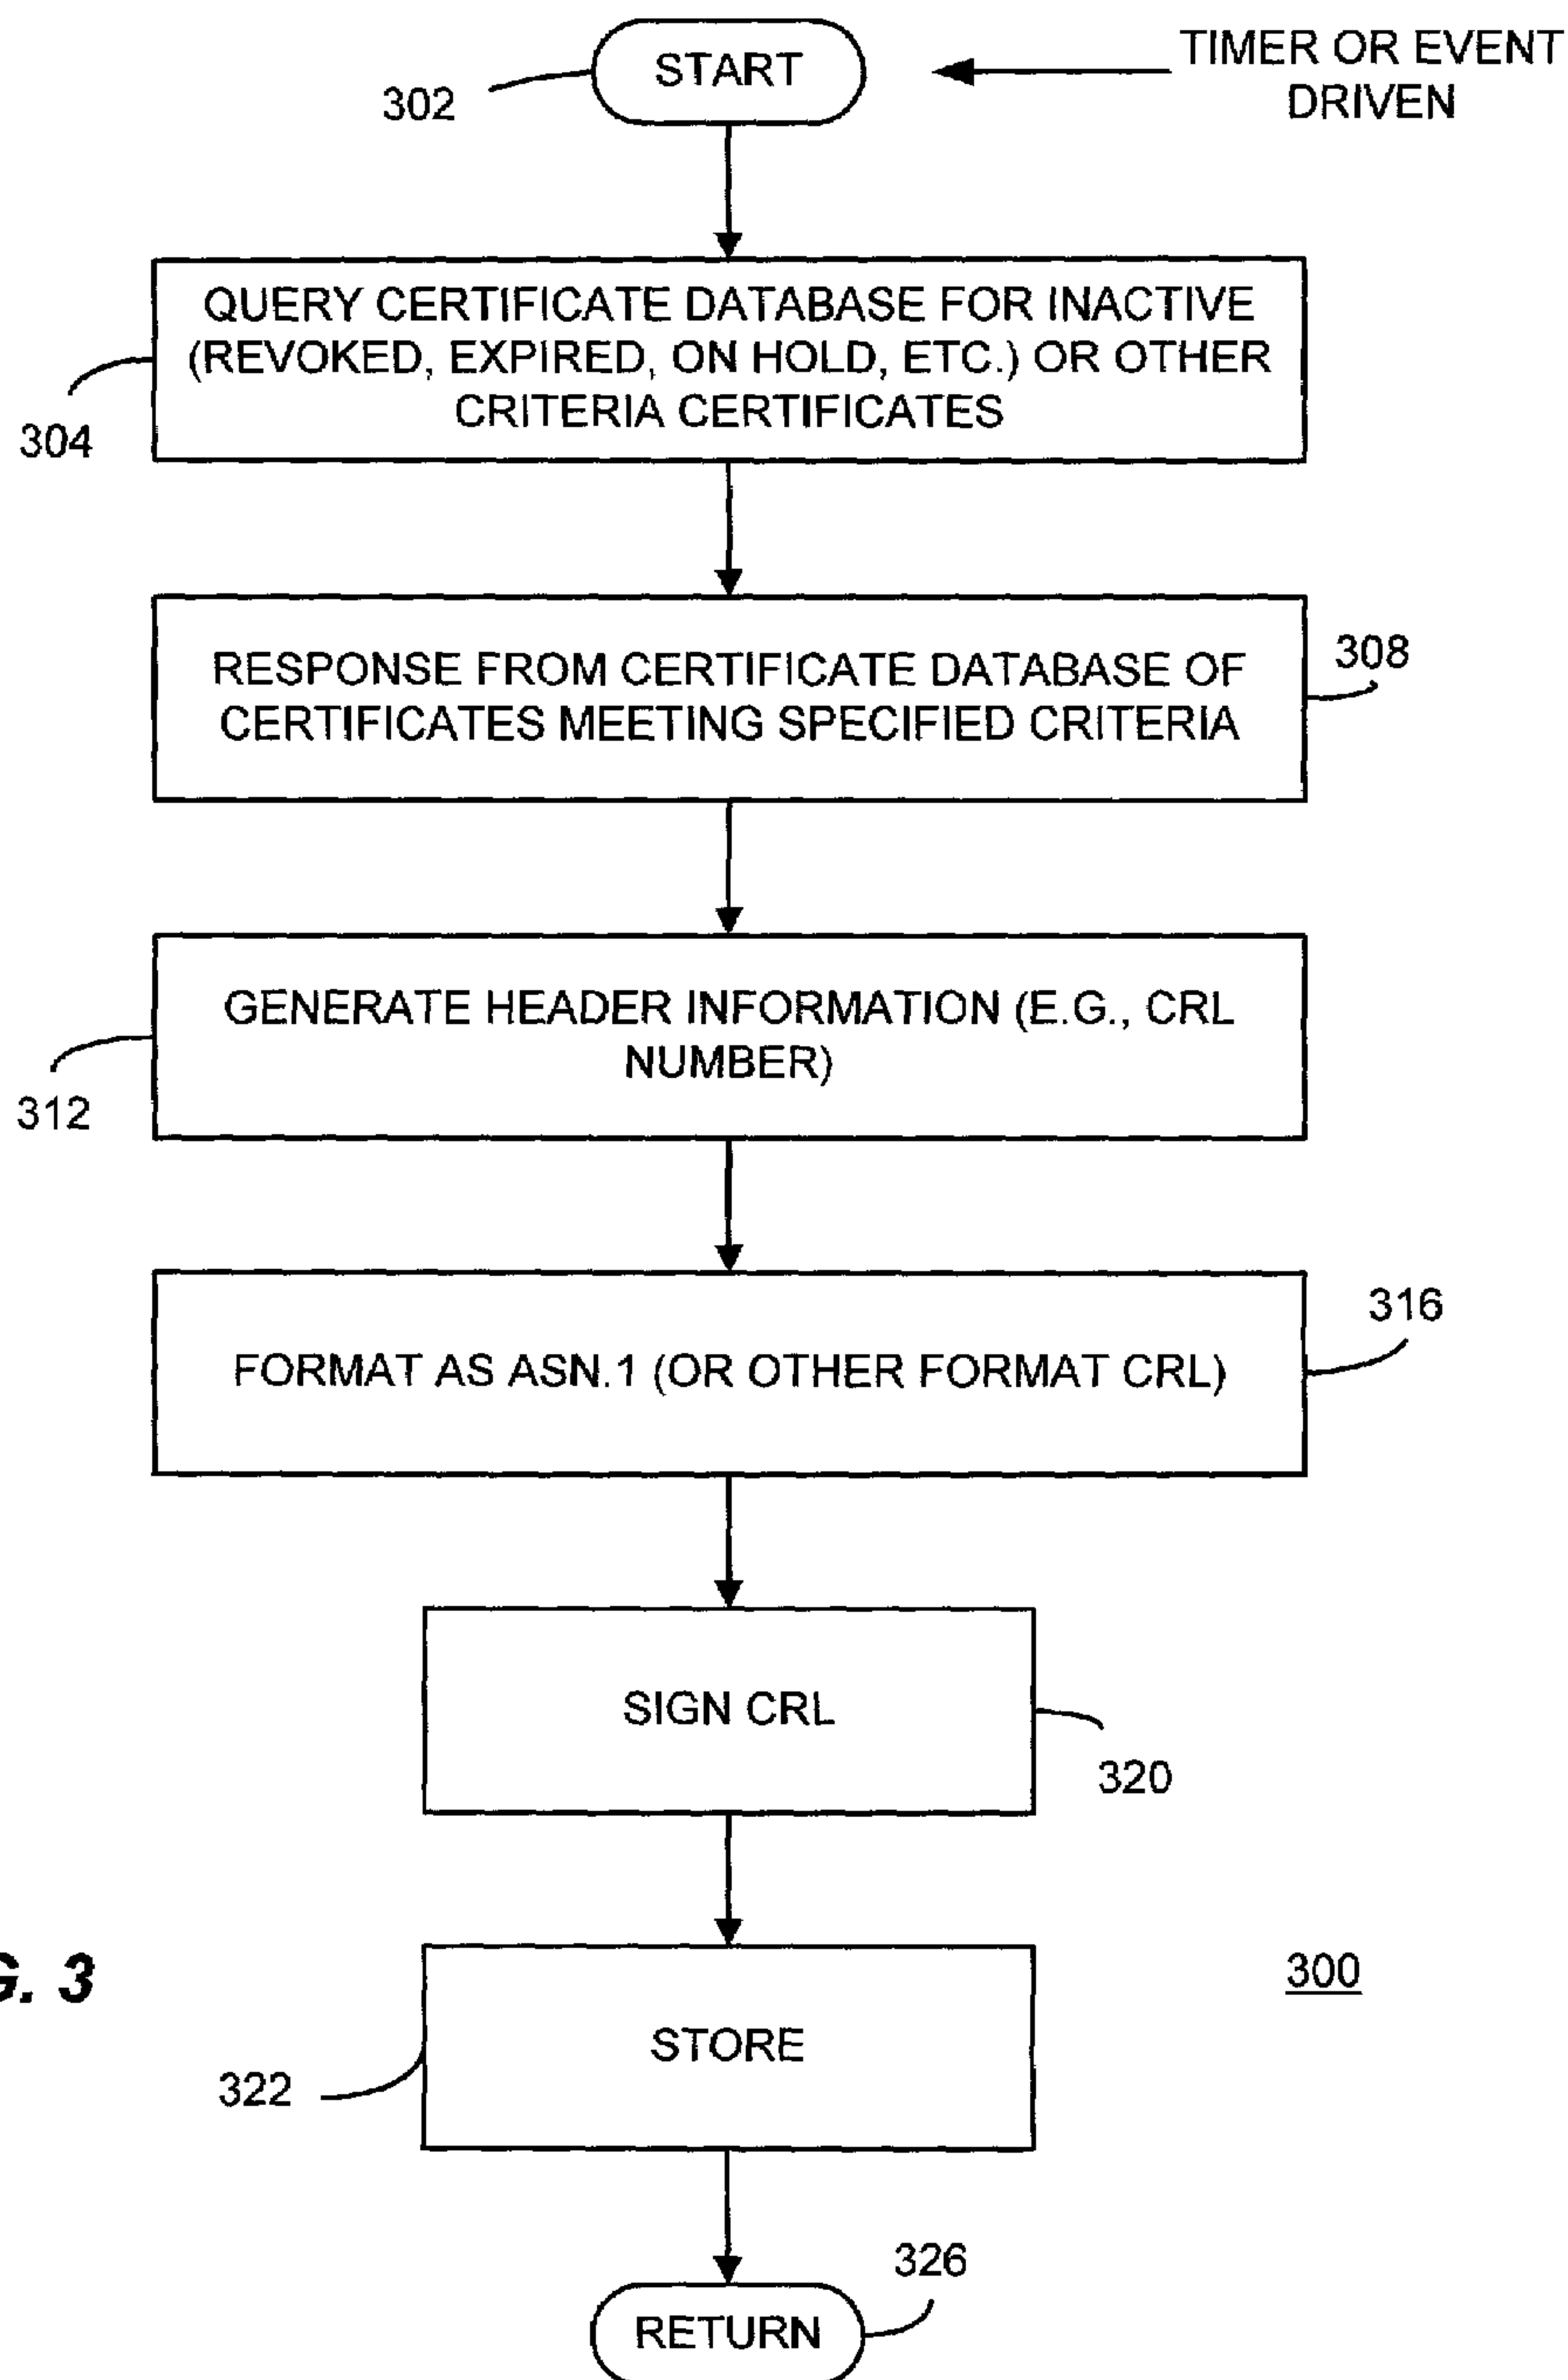 START
TIMER OR EVENT
DRIVEN
302
QUERY CERTIFICATE DATABASE FOR INACTIVE
(REVOKED, EXPIRED, ON HOLD, ETC.) OR OTHER
CRITERIA CERTIFICATES
304
RESPONSE FROM CERTIFICATE DATABASE OF
CERTIFICATES MEETING SPECIFIED CRITERIA
308
GENERATE HEADER INFORMATION (E.G., CRL
NUMBER)
312
FORMAT AS ASN.1 (OR OTHER FORMAT CRL)
316
SIGN CRL
320
G. 3
300
STORE
322
326
RETURN